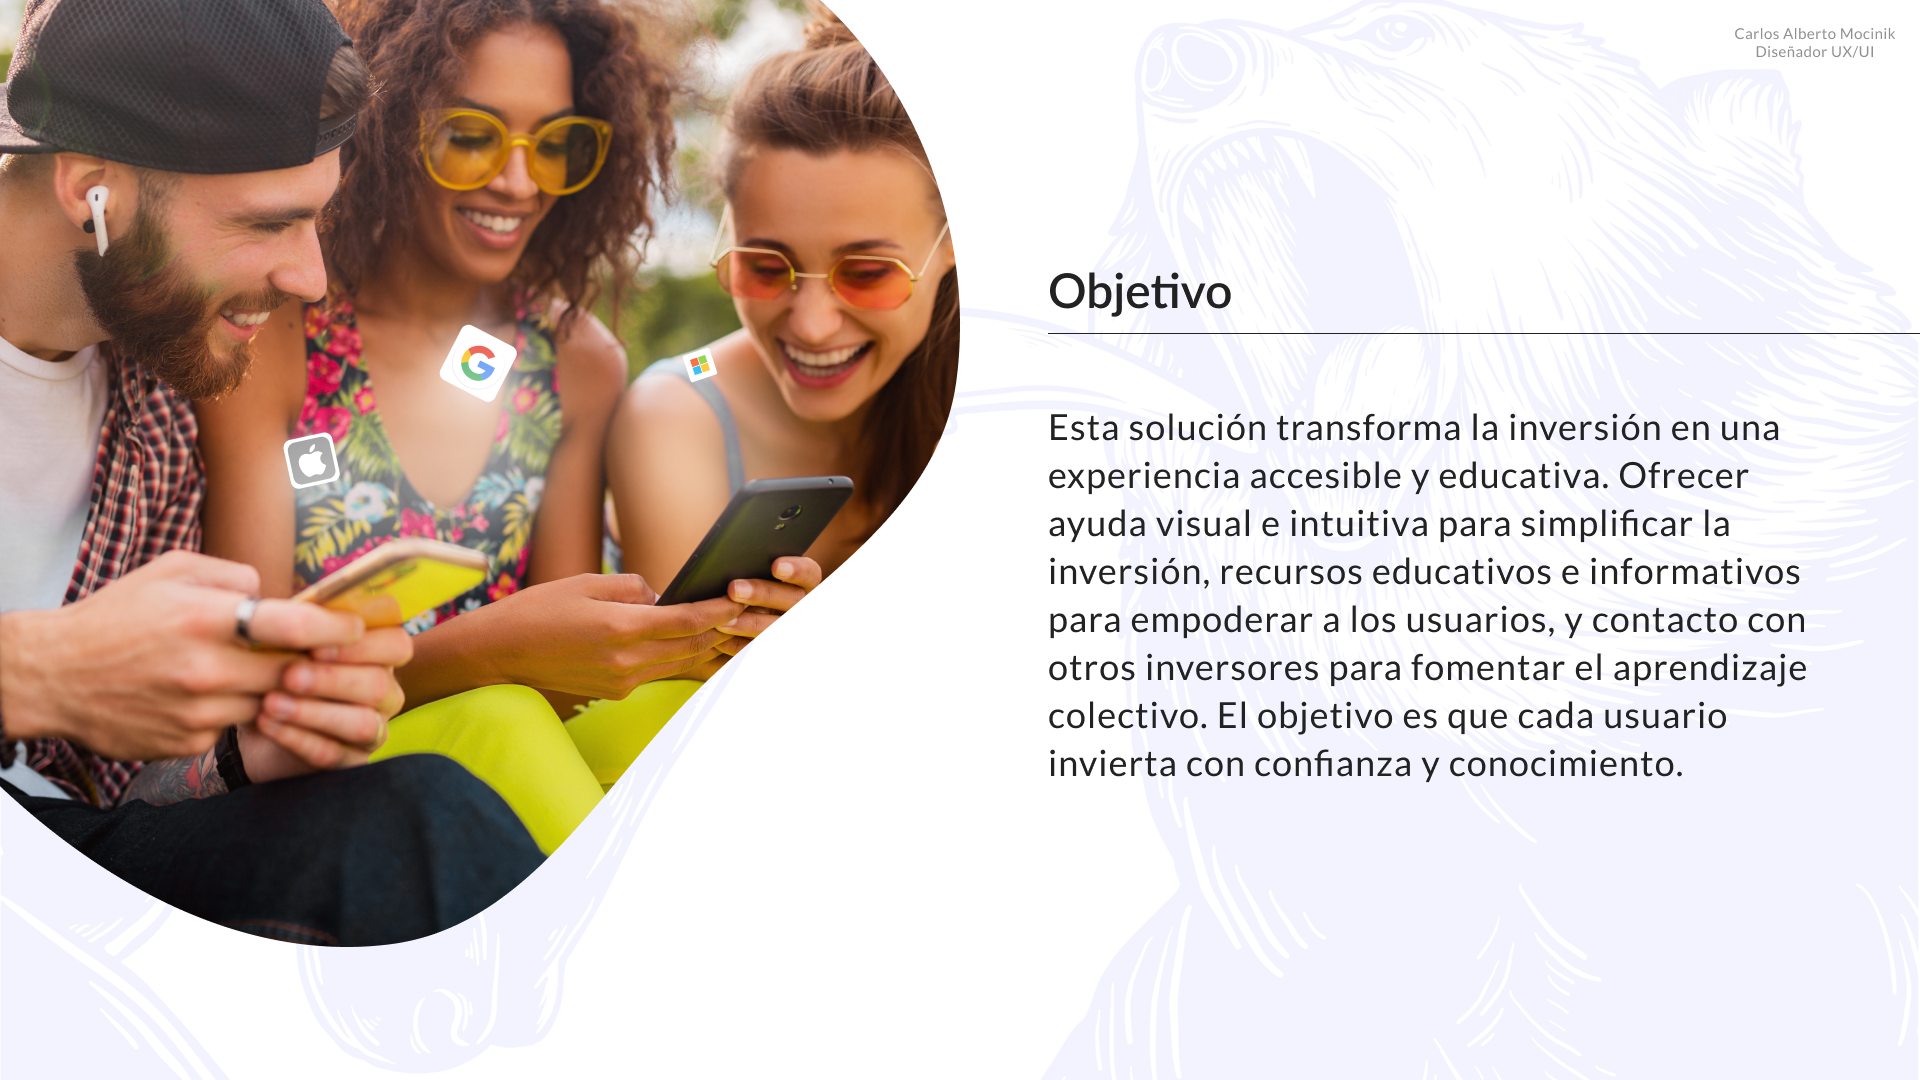 Carlos Alberto Mocinik
Diseñador UX/UI
Objetivo
Esta solución transforma la inversión en una
experiencia accesible y educativa. Ofrecer
ayuda visual e intuitiva para simplificar la
inversión, recursos educativos e informativos
para empoderar a los usuarios, y contacto con
otros inversores para fomentar el aprendizaje
colectivo. El objetivo es que cada usuario
invierta con confianza y conocimiento.